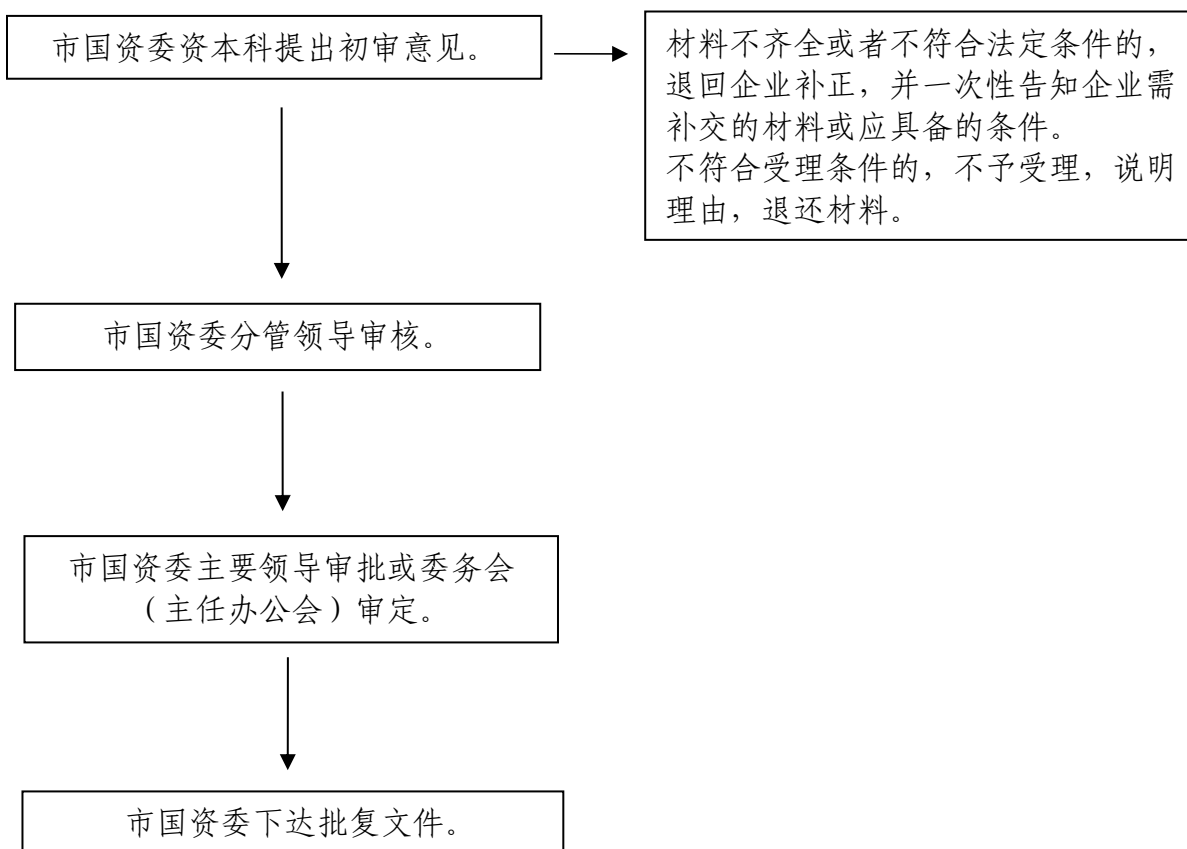 市国资委资本科提出初审意见。
材料不齐全或者不符合法定条件的，
退回企业补正，并一次性告知企业需
补交的材料或应具备的条件。
不符合受理条件的，不予受理，说明
理由，退还材料。
市国资委分管领导审核。
市国资委主要领导审批或委务会
（主任办公会）审定。
市国资委下达批复文件。